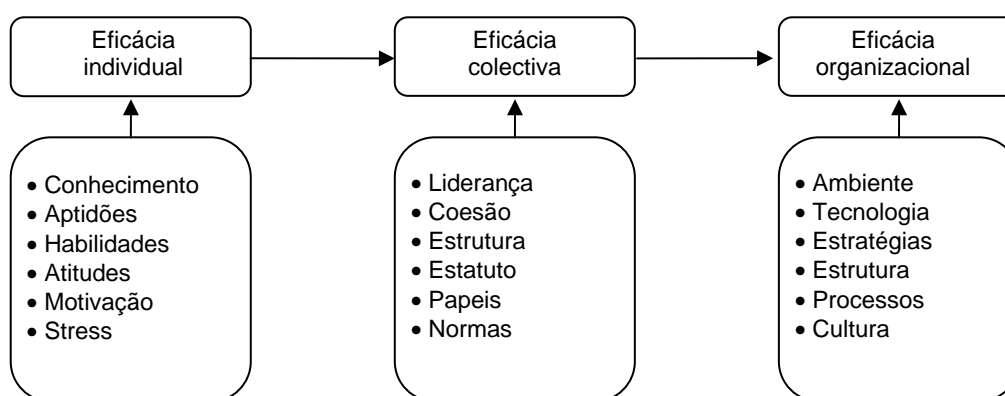 Eficácia
individual
Eficácia
colectiva
Eficácia
organizacional
• Conhecimento
• Aptidões
• Habilidades
• Atitudes
• Motivação
• Stress
• Liderança
• Coesão
• Estrutura
• Estatuto
• Papeis
• Normas
• Ambiente
• Tecnologia
• Estratégias
• Estrutura
• Processos
• Cultura